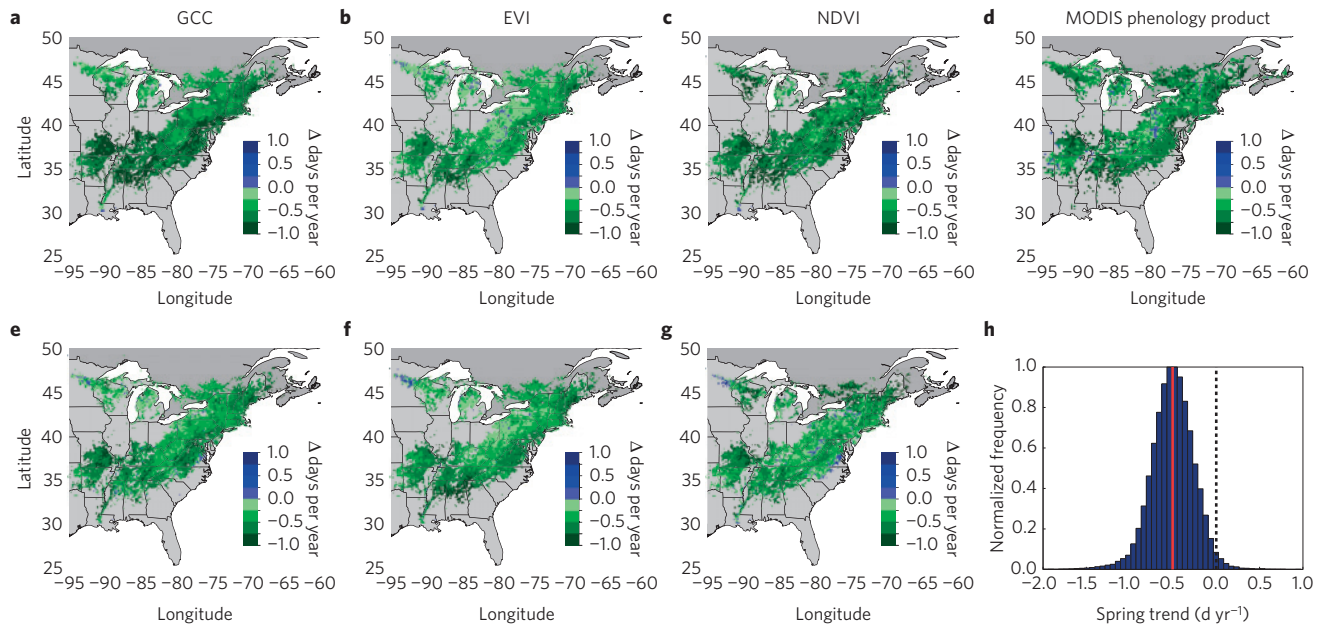 a GCC b EVI c NDVI d MODIS phenology product
50 50 50 50
45 45 45 45
40 40 40 40
35 35 35 35
30 30 30 30
25 25 25 25
Latitude
1.0 0.5 0.0 −0.5 −1.0 Δ days per year
1.0 0.5 0.0 −0.5 −1.0 Δ days per year
1.0 0.5 0.0 −0.5 −1.0 Δ days per year
1.0 0.5 0.0 −0.5 −1.0 Δ days per year
−95 −90 −85 −80 −75 −70 −65 −60 −95 −90 −85 −80 −75 −70 −65 −60 −95 −90 −85 −80 −75 −70 −65 −60 −95 −90 −85 −80 −75 −70 −65 −60
Longitude Longitude Longitude Longitude
e f g h
50 50 50
45 45 45
40 40 40
35 35 35
30 30 30
25 25 25
Latitude
1.0 0.5 0.0 −0.5 −1.0 Δ days per year
1.0 0.5 0.0 −0.5 −1.0 Δ days per year
1.0 0.5 0.0 −0.5 −1.0 Δ days per year
−95 −90 −85 −80 −75 −70 −65 −60 −95 −90 −85 −80 −75 −70 −65 −60 −95 −90 −85 −80 −75 −70 −65 −60
Longitude Longitude Longitude
Normalized frequency
1.0
0.8
0.6
0.4
0.2
0.0
−2.0 −1.0 −0.5 0.0 0.5 1.0
Spring trend (d yr⁻¹)